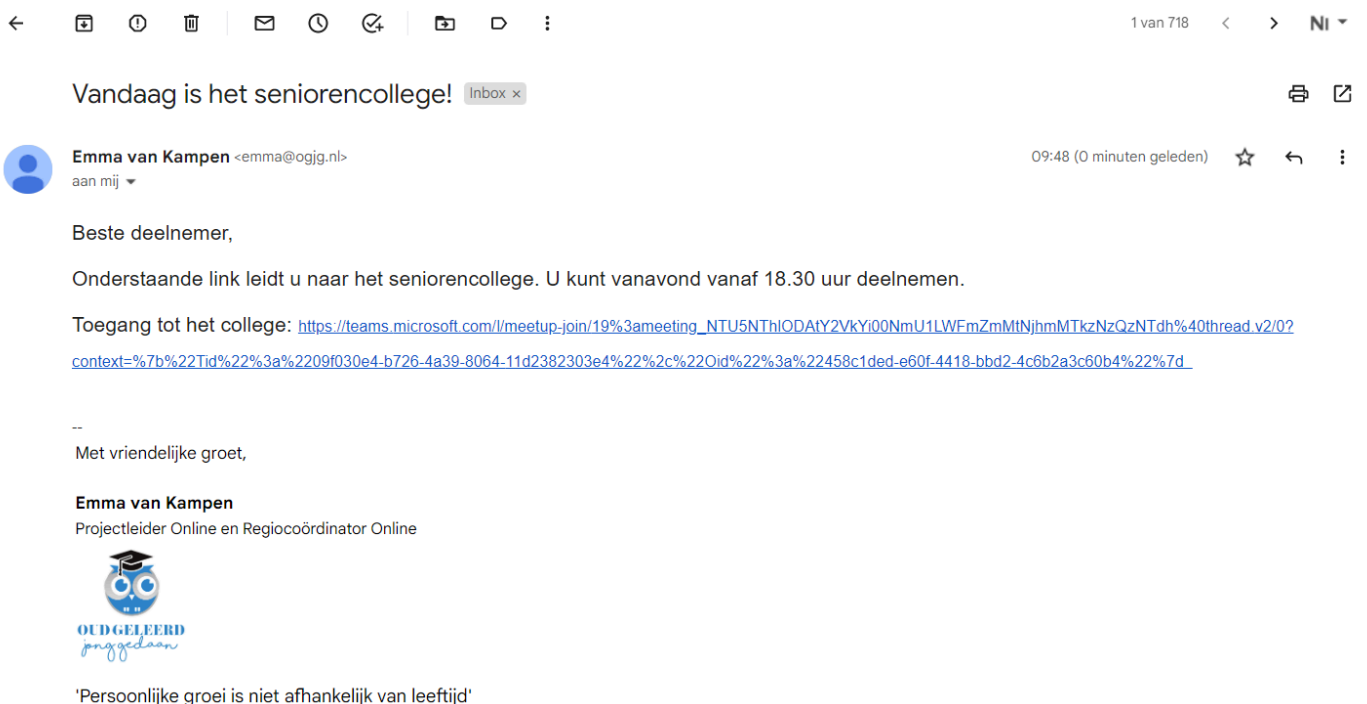 1 van 718
Vandaag is het seniorencollege! Inbox ×
Emma van Kampen <emma@ogjg.nl> 09:48 (0 minuten geleden)
aan mij
Beste deelnemer,
Onderstaande link leidt u naar het seniorencollege. U kunt vanavond vanaf 18.30 uur deelnemen.
Toegang tot het college: https://teams.microsoft.com/l/meetup-join/19%3ameeting_NTU5NThlODAtY2VkYi00NmU1LWFmZmMtNjhmMTkzNzQzNTdh%40thread.v2/0?
context=%7b%22Tid%22%3a%2209f030e4-b726-4a39-8064-11d2382303e4%22%2c%22Oid%22%3a%22458c1ded-e60f-4418-bbd2-4c6b2a3c60b4%22%7d
--
Met vriendelijke groet,
Emma van Kampen
Projectleider Online en Regiocoördinator Online
OUD GELEERD
jong gedaan
'Persoonlijke groei is niet afhankelijk van leeftijd'